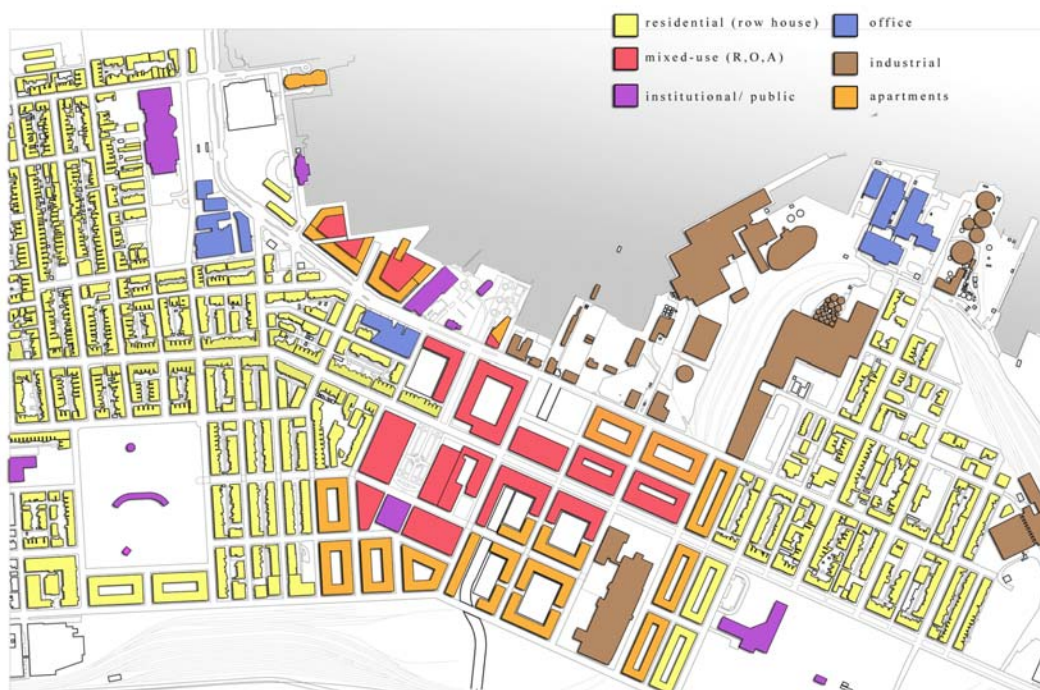 residential (row house)
office
mixed-use (R,O,A)
industrial
institutional/ public
apartments